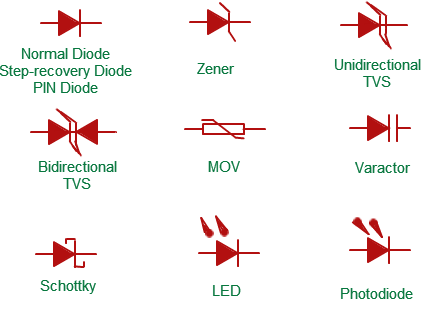 Normal Diode
Step-recovery Diode
PIN Diode
Zener
Unidirectional
TVS
Bidirectional
TVS
MOV
Varactor
Schottky
LED
Photodiode